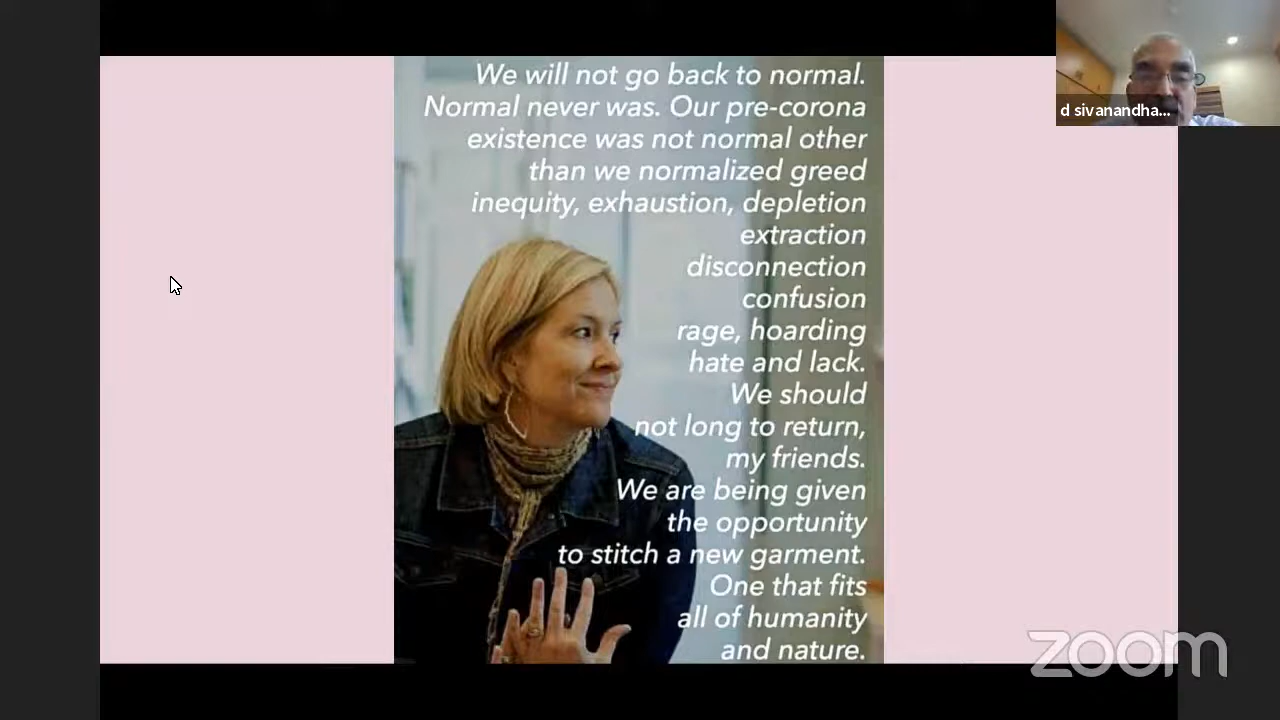 We will not go back to normal.
Normal never was. Our pre-corona
existence was not normal other
than we normalized greed
inequity, exhaustion, depletion
extraction
disconnection
confusion
rage, hoarding
hate and lack.
We should
not long to return,
my friends.
We are being given
the opportunity
to stitch a new garment.
One that fits
all of humanity
and nature.
d sivanandha...
zoom